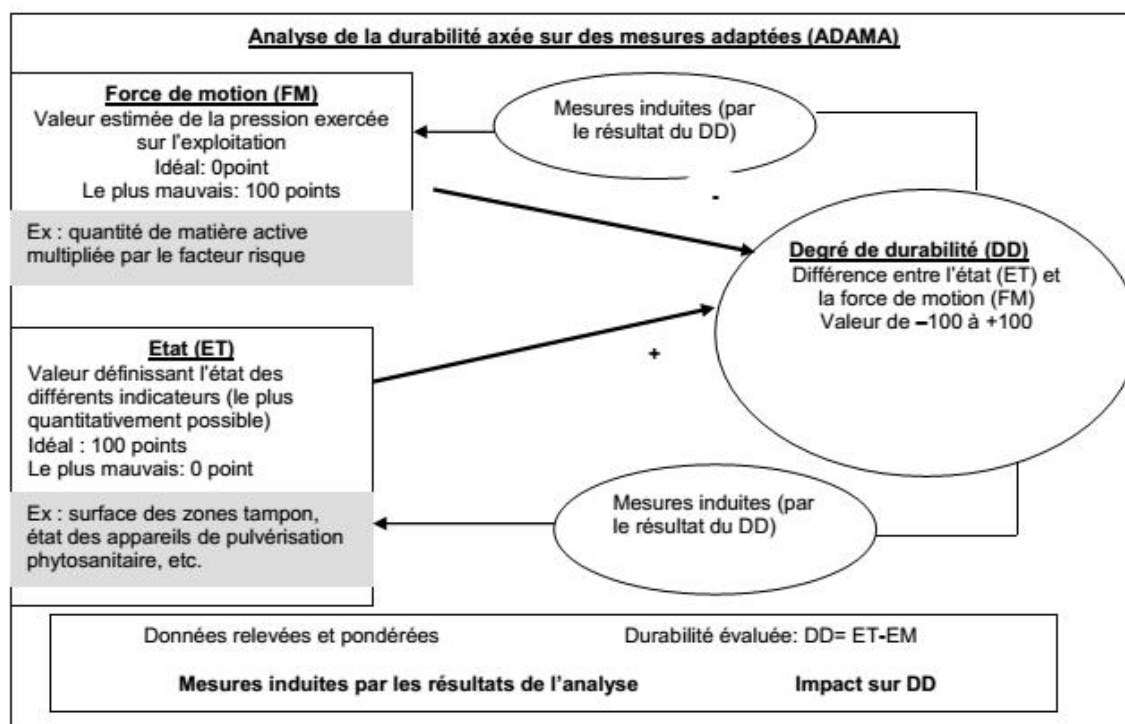 Analyse de la durabilité axée sur des mesures adaptées (ADAMA)
Force de motion (FM)
Valeur estimée de la pression exercée
sur l'exploitation
Idéal: 0point
Le plus mauvais: 100 points
Ex : quantité de matière active
multipliée par le facteur risque
Mesures induites (par
le résultat du DD)
-
Degré de durabilité (DD)
Différence entre l'état (ET) et
la force de motion (FM)
Valeur de –100 à +100
+
Etat (ET)
Valeur définissant l'état des
différents indicateurs (le plus
quantitativement possible)
Idéal : 100 points
Le plus mauvais: 0 point
Ex : surface des zones tampon,
état des appareils de pulvérisation
phytosanitaire, etc.
Mesures induites (par
le résultat du DD)
Données relevées et pondérées
Durabilité évaluée: DD= ET-EM
Mesures induites par les résultats de l'analyse
Impact sur DD